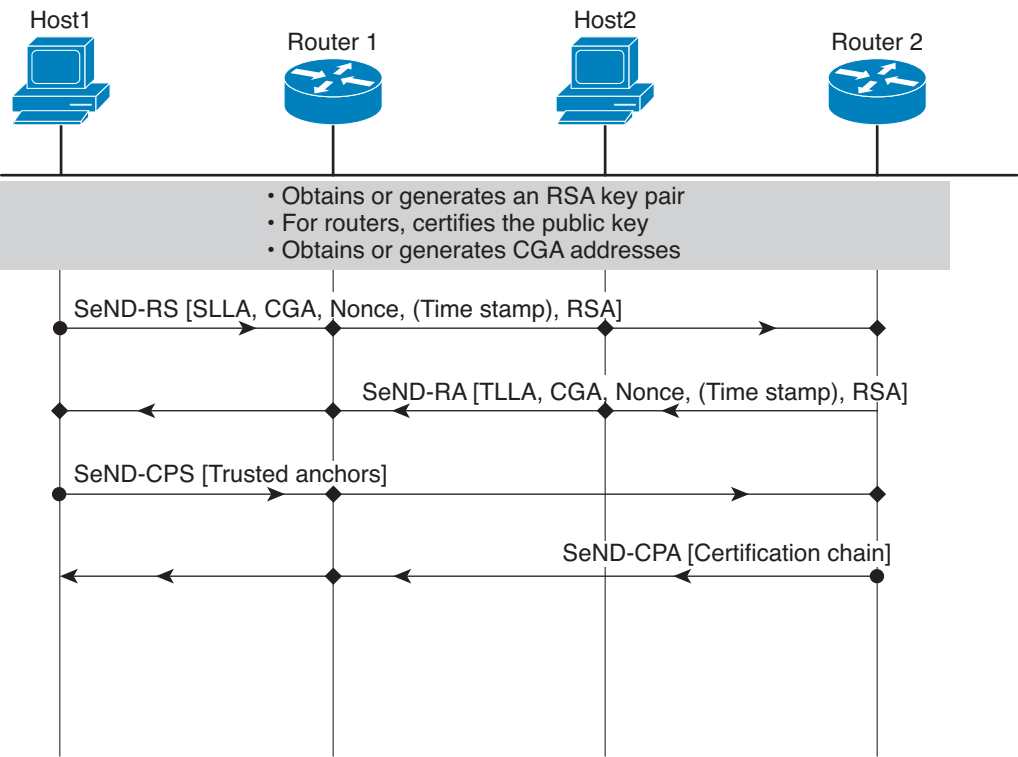 Host1
Router 1
Host2
Router 2
• Obtains or generates an RSA key pair
• For routers, certifies the public key
• Obtains or generates CGA addresses
SeND-RS [SLLA, CGA, Nonce, (Time stamp), RSA]
SeND-RA [TLLA, CGA, Nonce, (Time stamp), RSA]
SeND-CPS [Trusted anchors]
SeND-CPA [Certification chain]